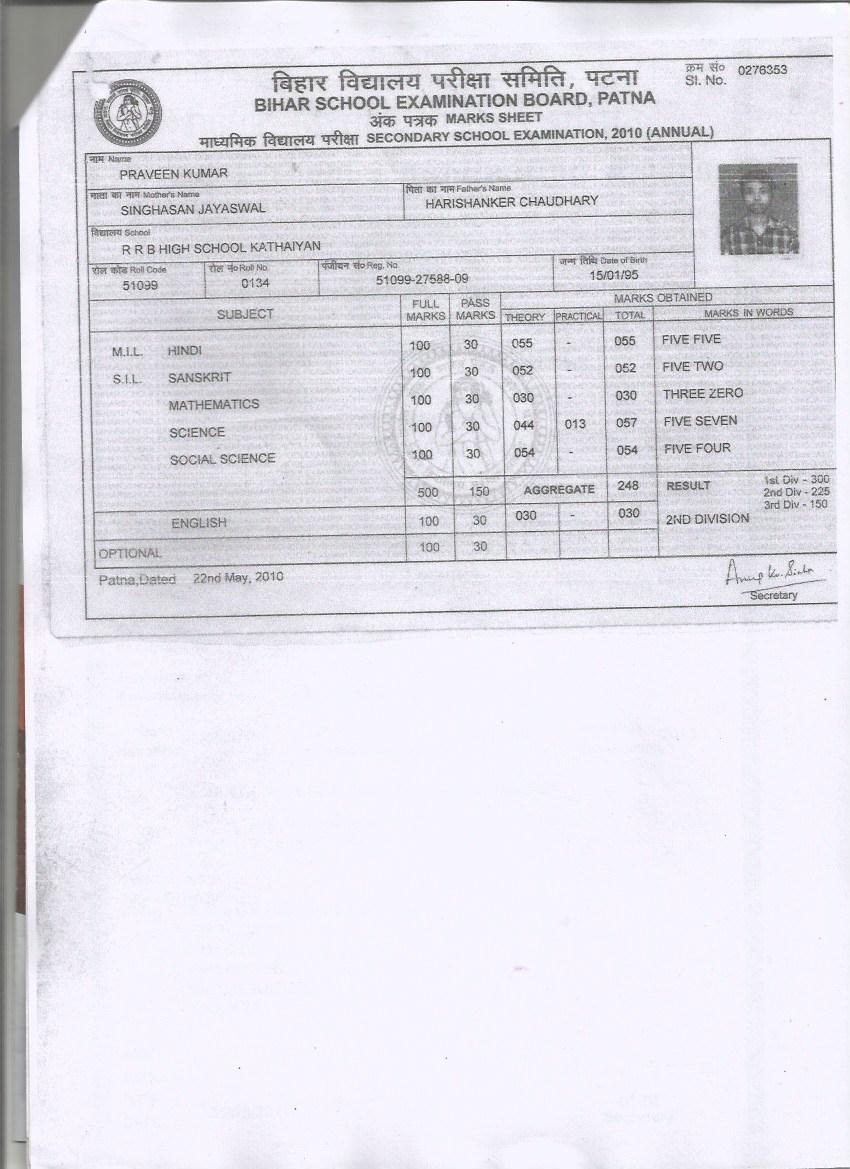 क्रम सं०
Sl. No. 0276353
बिहार विद्यालय परीक्षा समिति, पटना
BIHAR SCHOOL EXAMINATION BOARD, PATNA
अंक पत्रक MARKS SHEET
माध्यमिक विद्यालय परीक्षा SECONDARY SCHOOL EXAMINATION, 2010 (ANNUAL)
नाम Name
PRAVEEN KUMAR
माता का नाम Mother's Name पिता का नाम Father's Name
SINGHASAN JAYASWAL HARISHANKER CHAUDHARY
विद्यालय School
R R B HIGH SCHOOL KATHAIYAN
रोल कोड Roll Code रोल नं० Roll No. पंजीयन सं० Reg. No. जन्म तिथि Date of Birth
51099 0134 51099-27588-09 15/01/95
SUBJECT FULL MARKS PASS MARKS MARKS OBTAINED
THEORY PRACTICAL TOTAL MARKS IN WORDS
M.I.L. HINDI 100 30 055 - 055 FIVE FIVE
S.I.L. SANSKRIT 100 30 052 - 052 FIVE TWO
MATHEMATICS 100 30 030 - 030 THREE ZERO
SCIENCE 100 30 044 013 057 FIVE SEVEN
SOCIAL SCIENCE 100 30 054 - 054 FIVE FOUR
500 150 AGGREGATE 248 RESULT 1st Div - 300
2nd Div - 225
3rd Div - 150
ENGLISH 100 30 030 - 030 2ND DIVISION
OPTIONAL 100 30
Patna,Dated 22nd May, 2010
Anup Kr. Sinha
Secretary